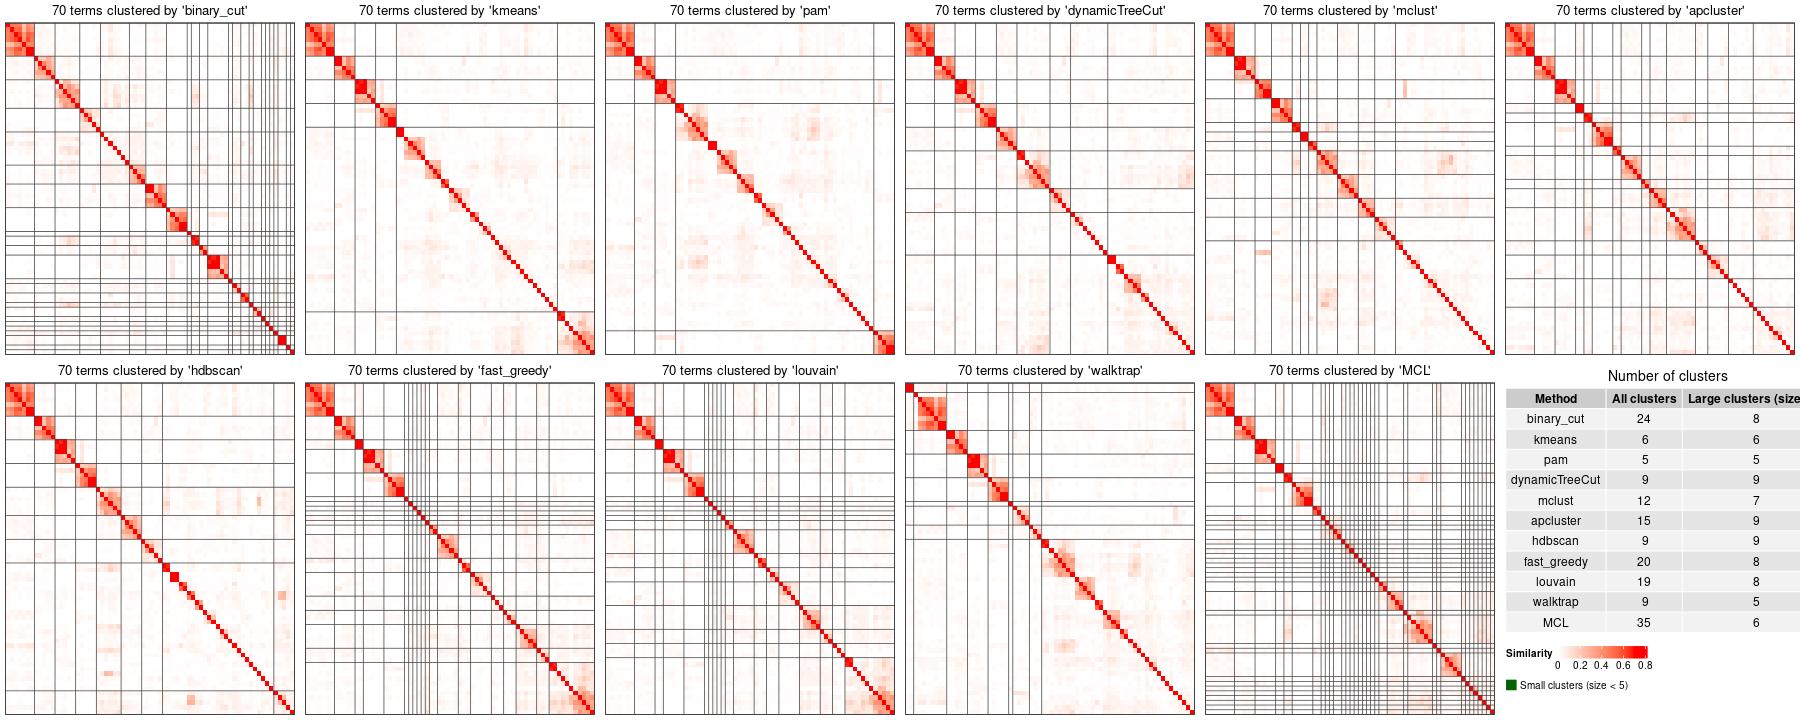 70 terms clustered by 'binary_cut'
70 terms clustered by 'kmeans'
70 terms clustered by 'pam'
70 terms clustered by 'dynamicTreeCut'
70 terms clustered by 'mclust'
70 terms clustered by 'apcluster'
70 terms clustered by 'hdbscan'
70 terms clustered by 'fast_greedy'
70 terms clustered by 'louvain'
70 terms clustered by 'walktrap'
70 terms clustered by 'MCL'
Number of clusters
Method All clusters Large clusters (size
binary_cut 24 8
kmeans 6 6
pam 5 5
dynamicTreeCut 9 9
mclust 12 7
apcluster 15 9
hdbscan 9 9
fast_greedy 20 8
louvain 19 8
walktrap 9 5
MCL 35 6
Similarity
0 0.2 0.4 0.6 0.8
Small clusters (size < 5)